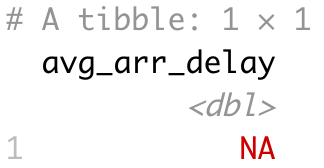 # A tibble: 1 × 1
avg_arr_delay
<dbl>
1 NA